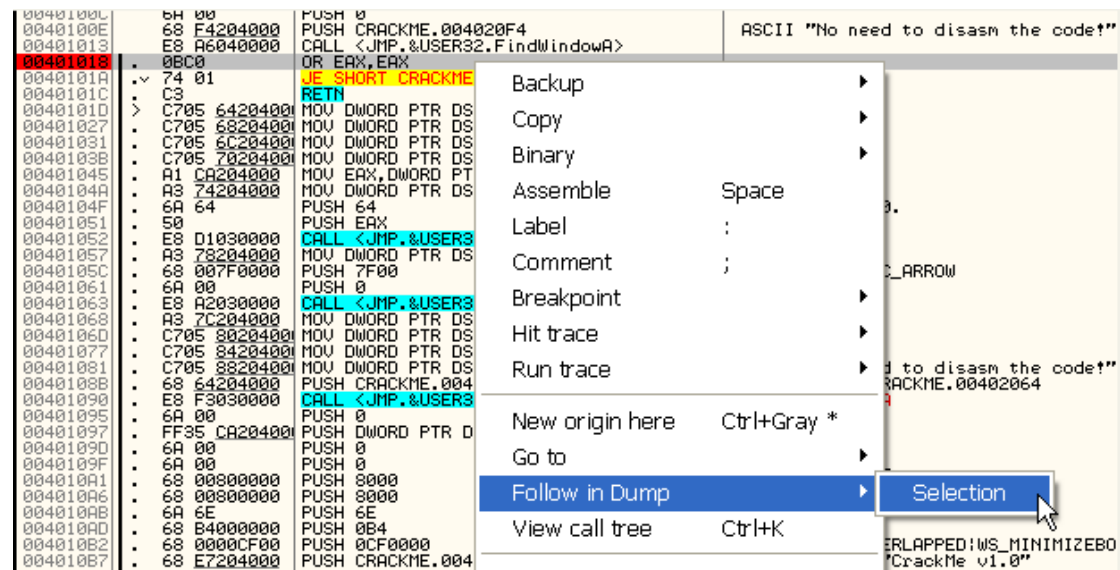 0040100C 6A 00 PUSH 0
0040100E 68 F4204000 PUSH CRACKME.004020F4 ASCII "No need to disasm the code!"
00401013 E8 A6040000 CALL <JMP.&USER32.FindWindowA>
00401018 . 0BC0 OR EAX,EAX
0040101A .v 74 01 JE SHORT CRACKME
0040101C . C3 RETN
0040101D > C705 6420400 MOV DWORD PTR DS
00401027 . C705 6820400 MOV DWORD PTR DS
00401031 . C705 6C20400 MOV DWORD PTR DS
0040103B . C705 7020400 MOV DWORD PTR DS
00401045 . A1 CA204000 MOV EAX,DWORD PT
0040104A . A3 74204000 MOV DWORD PTR DS
0040104F . 6A 64 PUSH 64
00401051 . 50 PUSH EAX
00401052 . E8 D1030000 CALL <JMP.&USER3
00401057 . A3 78204000 MOV DWORD PTR DS
0040105C . 68 007F0000 PUSH 7F00 C_ARROW
00401061 . 6A 00 PUSH 0
00401063 . E8 A2030000 CALL <JMP.&USER3
00401068 . A3 7C204000 MOV DWORD PTR DS
0040106D . C705 8020400 MOV DWORD PTR DS
00401077 . C705 8420400 MOV DWORD PTR DS
00401081 . C705 8820400 MOV DWORD PTR DS d to disasm the code!"
0040108B . 68 64204000 PUSH CRACKME.004 RACKME.00402064
00401090 . E8 F3030000 CALL <JMP.&USER3
00401095 . 6A 00 PUSH 0
00401097 . FF35 CA20400 PUSH DWORD PTR D
0040109D . 6A 00 PUSH 0
0040109F . 6A 00 PUSH 0
004010A1 . 68 00800000 PUSH 8000
004010A6 . 68 00800000 PUSH 8000
004010AB . 6A 6E PUSH 6E
004010AD . 68 B4000000 PUSH 0B4
004010B2 . 68 0000CF00 PUSH 0CF0000 ERLAPPED|WS_MINIMIZEBO
004010B7 . 68 E7204000 PUSH CRACKME.004 "CrackMe v1.0"
Backup
Copy
Binary
Assemble Space
Label :
Comment ;
Breakpoint
Hit trace
Run trace
New origin here Ctrl+Gray *
Go to
Follow in Dump
Selection
View call tree Ctrl+K